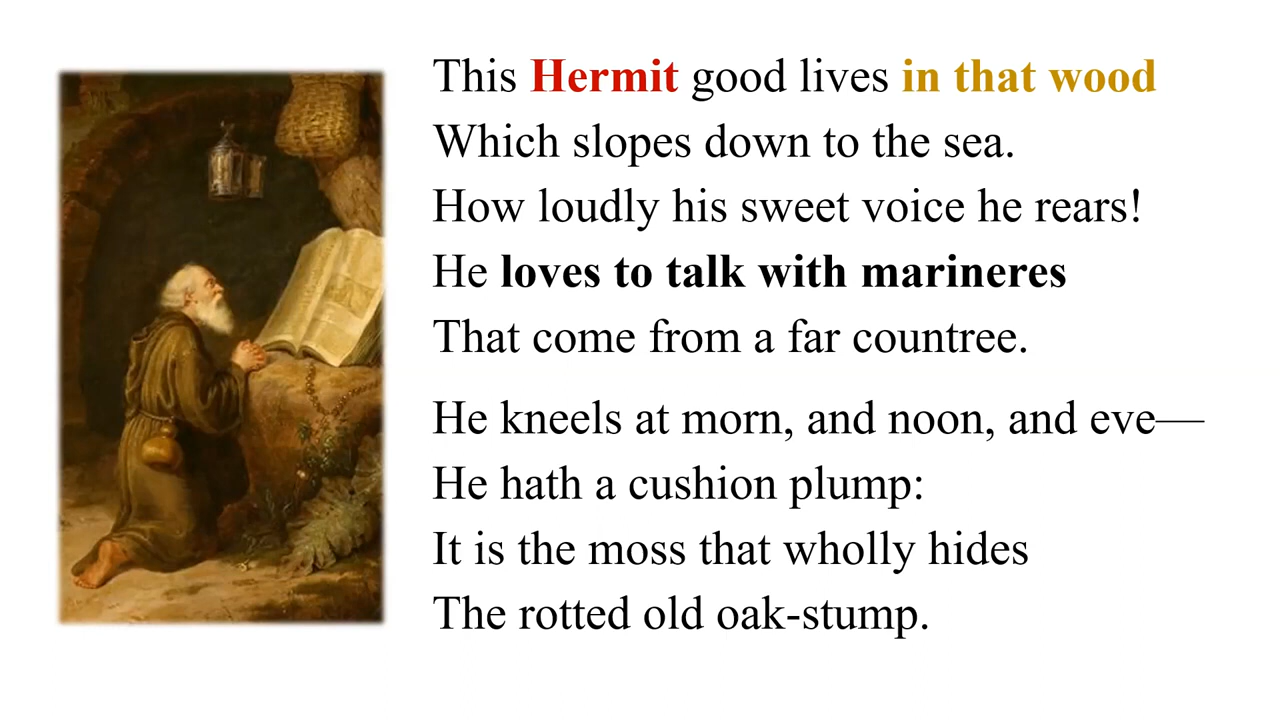 This Hermit good lives in that wood
Which slopes down to the sea.
How loudly his sweet voice he rears!
He loves to talk with marineres
That come from a far countree.
He kneels at morn, and noon, and eve—
He hath a cushion plump:
It is the moss that wholly hides
The rotted old oak-stump.